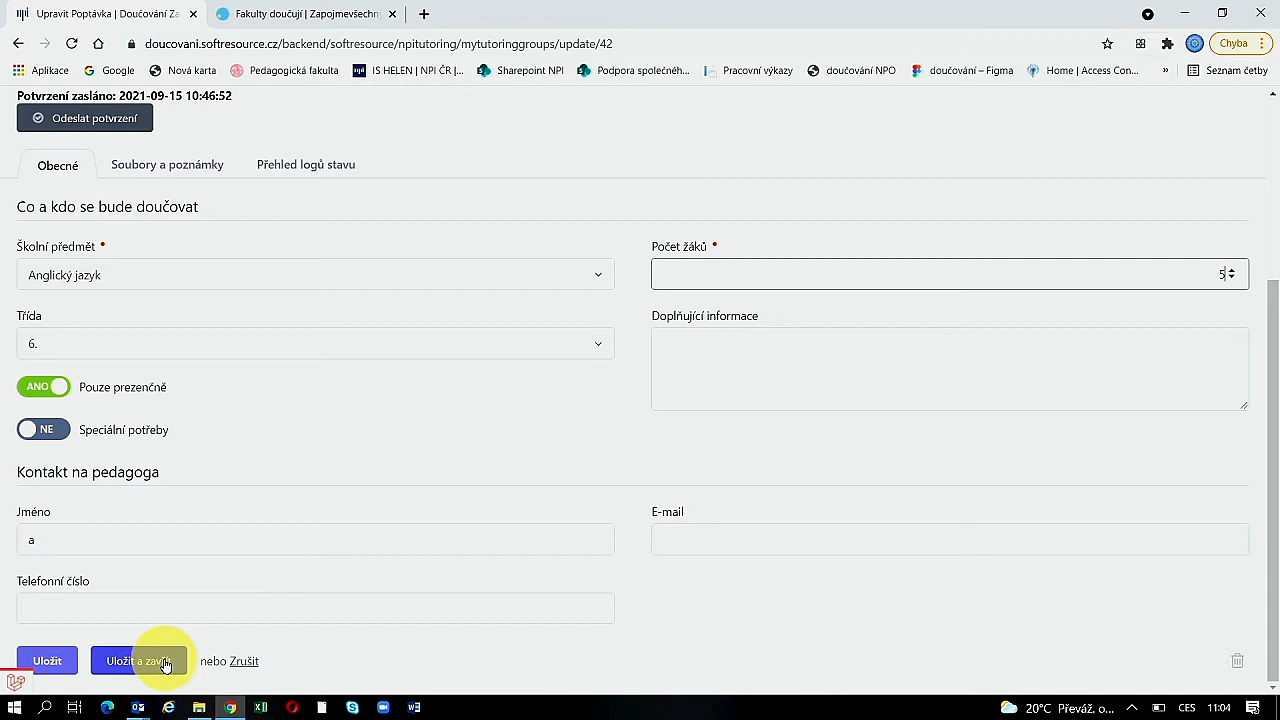 Upravit Poptávka | Doučování Za
Fakulty doučují | Zapojmevšechny
doucovani.softresource.cz/backend/softresource/npitutoring/mytutoringgroups/update/42
Chyba
Aplikace
Google
Nová karta
Pedagogická fakulta
IS HELEN | NPI ČR |...
Sharepoint NPI
Podpora společnéh...
Pracovní výkazy
doučování NPO
doučování – Figma
Home | Access Con...
»
Seznam četby
Potvrzení zasláno: 2021-09-15 10:46:52
Odeslat potvrzení
Obecné
Soubory a poznámky
Přehled logů stavu
Co a kdo se bude doučovat
Školní předmět •
Počet žáků •
Anglický jazyk
5
Třída
Doplňující informace
6.
ANO Pouze prezenčně
NE Speciální potřeby
Kontakt na pedagoga
Jméno
E-mail
a
Telefonní číslo
Uložit
Uložit a zavřít
nebo Zrušit
20°C Převáž. o...
CES
11:04